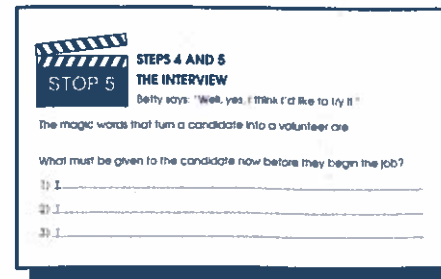 STOP 5
STEPS 4 AND 5
THE INTERVIEW
Betty says: "Well, yes, I think I'd like to try it."
The magic words that turn a candidate into a volunteer are
What must be given to the candidate now before they begin the job?
1) I
2) I
3) I